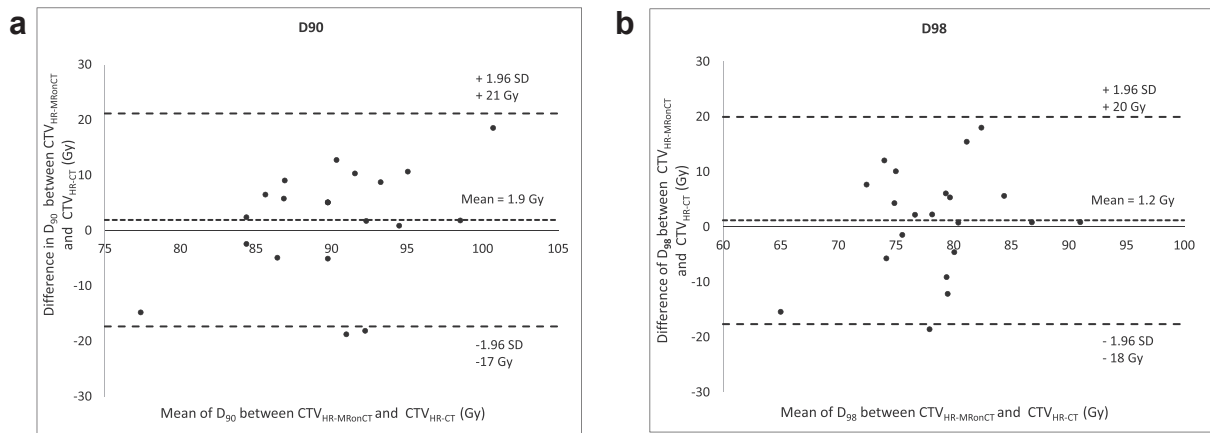 a
D90
Difference in D90 between CTVHR-MRonCT
and CTVHR-CT (Gy)
30
20
10
0
-10
-20
-30
75
80
85
90
95
100
105
+ 1.96 SD
+ 21 Gy
Mean = 1.9 Gy
-1.96 SD
-17 Gy
Mean of D90 between CTVHR-MRonCT and CTVHR-CT (Gy)
b
D98
Difference of D98 between CTVHR-MRonCT
and CTVHR-CT (Gy)
30
20
10
0
-10
-20
-30
60
65
70
75
80
85
90
95
100
+ 1.96 SD
+ 20 Gy
Mean = 1.2 Gy
- 1.96 SD
- 18 Gy
Mean of D98 between CTVHR-MRonCT and CTVHR-CT (Gy)